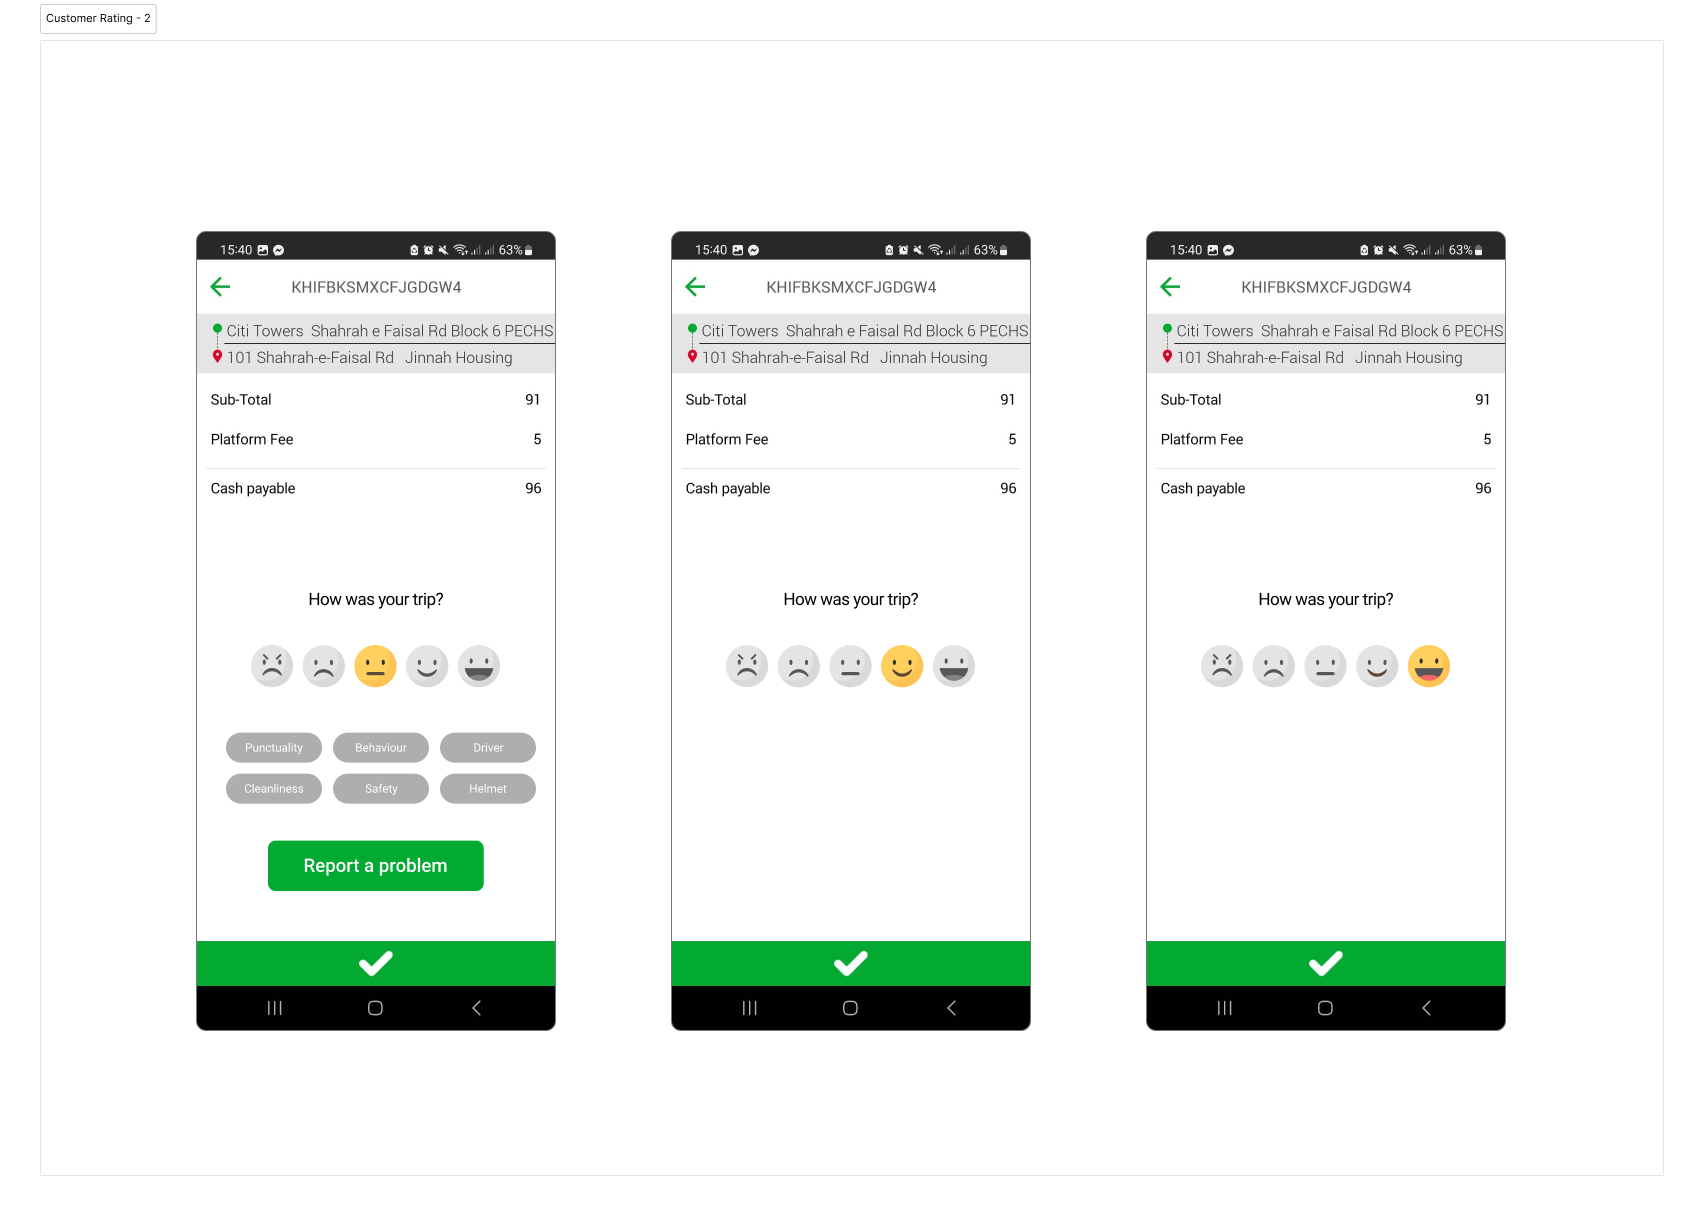 Customer Rating - 2
15:40 63%
KHIFBKSMXCFJGDGW4
Citi Towers Shahrah e Faisal Rd Block 6 PECHS
101 Shahrah-e-Faisal Rd Jinnah Housing
Sub-Total 91
Platform Fee 5
Cash payable 96
How was your trip?
Punctuality Behaviour Driver
Cleanliness Safety Helmet
Report a problem
15:40 63%
KHIFBKSMXCFJGDGW4
Citi Towers Shahrah e Faisal Rd Block 6 PECHS
101 Shahrah-e-Faisal Rd Jinnah Housing
Sub-Total 91
Platform Fee 5
Cash payable 96
How was your trip?
15:40 63%
KHIFBKSMXCFJGDGW4
Citi Towers Shahrah e Faisal Rd Block 6 PECHS
101 Shahrah-e-Faisal Rd Jinnah Housing
Sub-Total 91
Platform Fee 5
Cash payable 96
How was your trip?